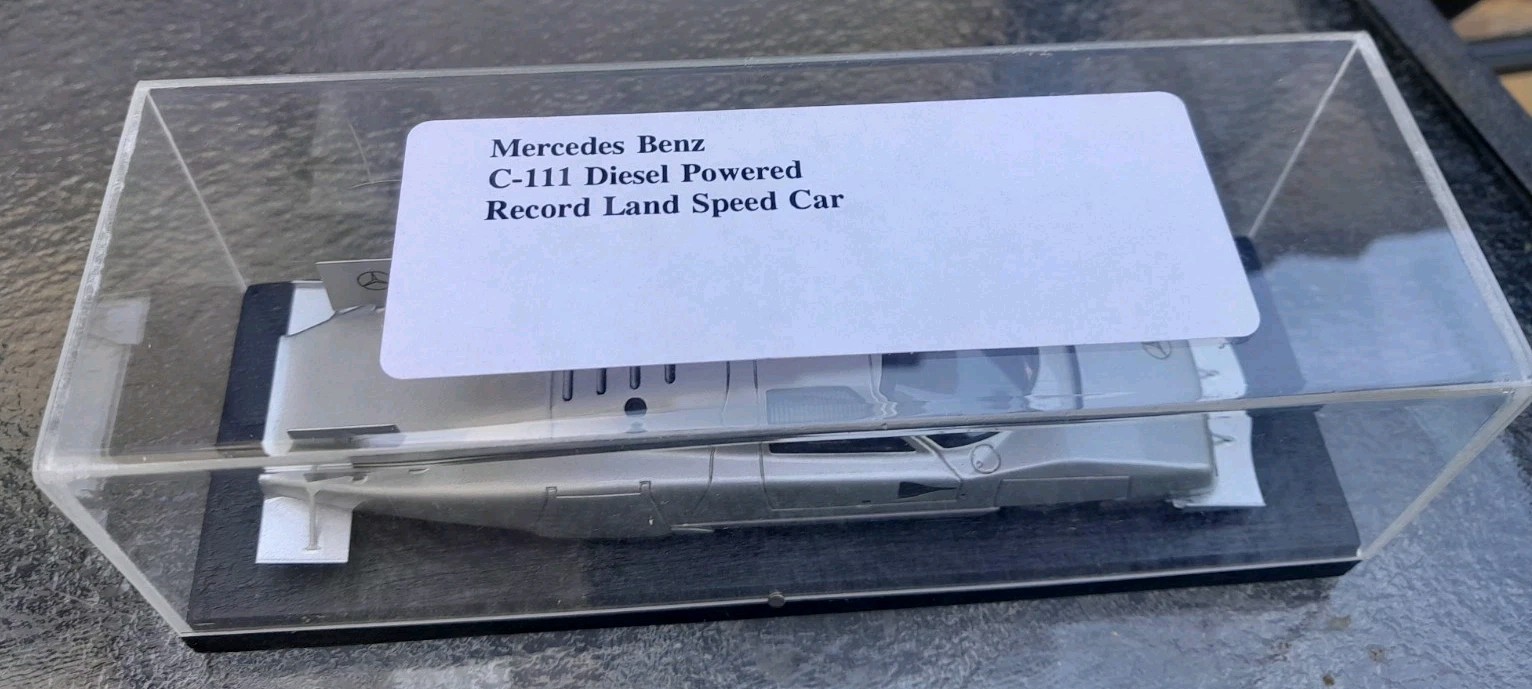 Mercedes Benz
C-111 Diesel Powered
Record Land Speed Car